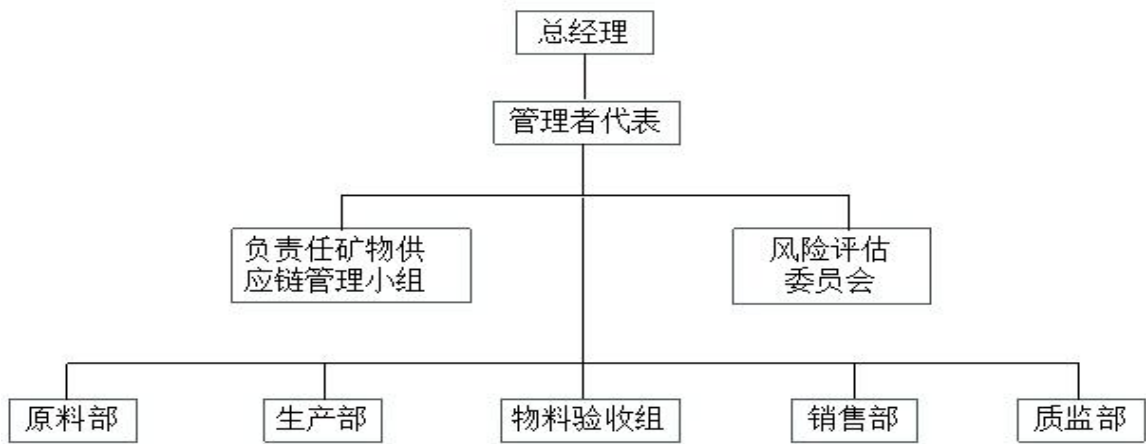 总经理
管理者代表
负责任矿物供
应链管理小组
风险评估
委员会
原料部
生产部
物料验收组
销售部
质监部